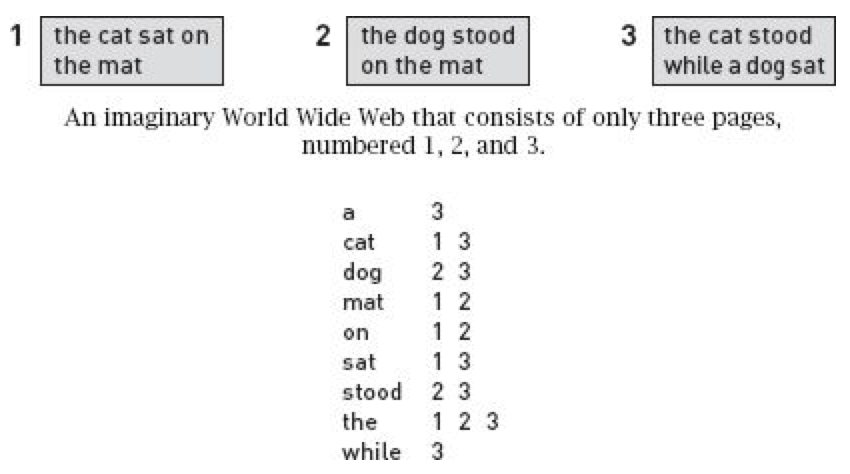 1 the cat sat on
the mat
2 the dog stood
on the mat
3 the cat stood
while a dog sat
An imaginary World Wide Web that consists of only three pages,
numbered 1, 2, and 3.
a 3
cat 1 3
dog 2 3
mat 1 2
on 1 2
sat 1 3
stood 2 3
the 1 2 3
while 3